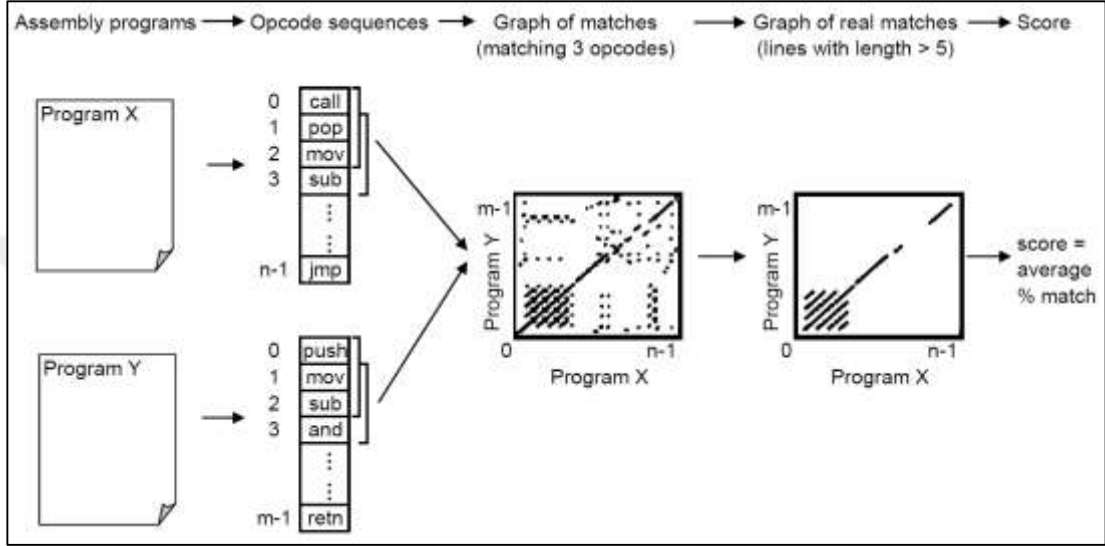 Assembly programs
Opcode sequences
Graph of matches
(matching 3 opcodes)
Graph of real matches
(lines with length > 5)
Score
Program X
0 call
1 pop
2 mov
3 sub
n-1 jmp
Program Y
0 push
1 mov
2 sub
3 and
m-1 retn
m-1
Program Y
0 n-1
Program X
m-1
Program Y
0 n-1
Program X
score =
average
% match